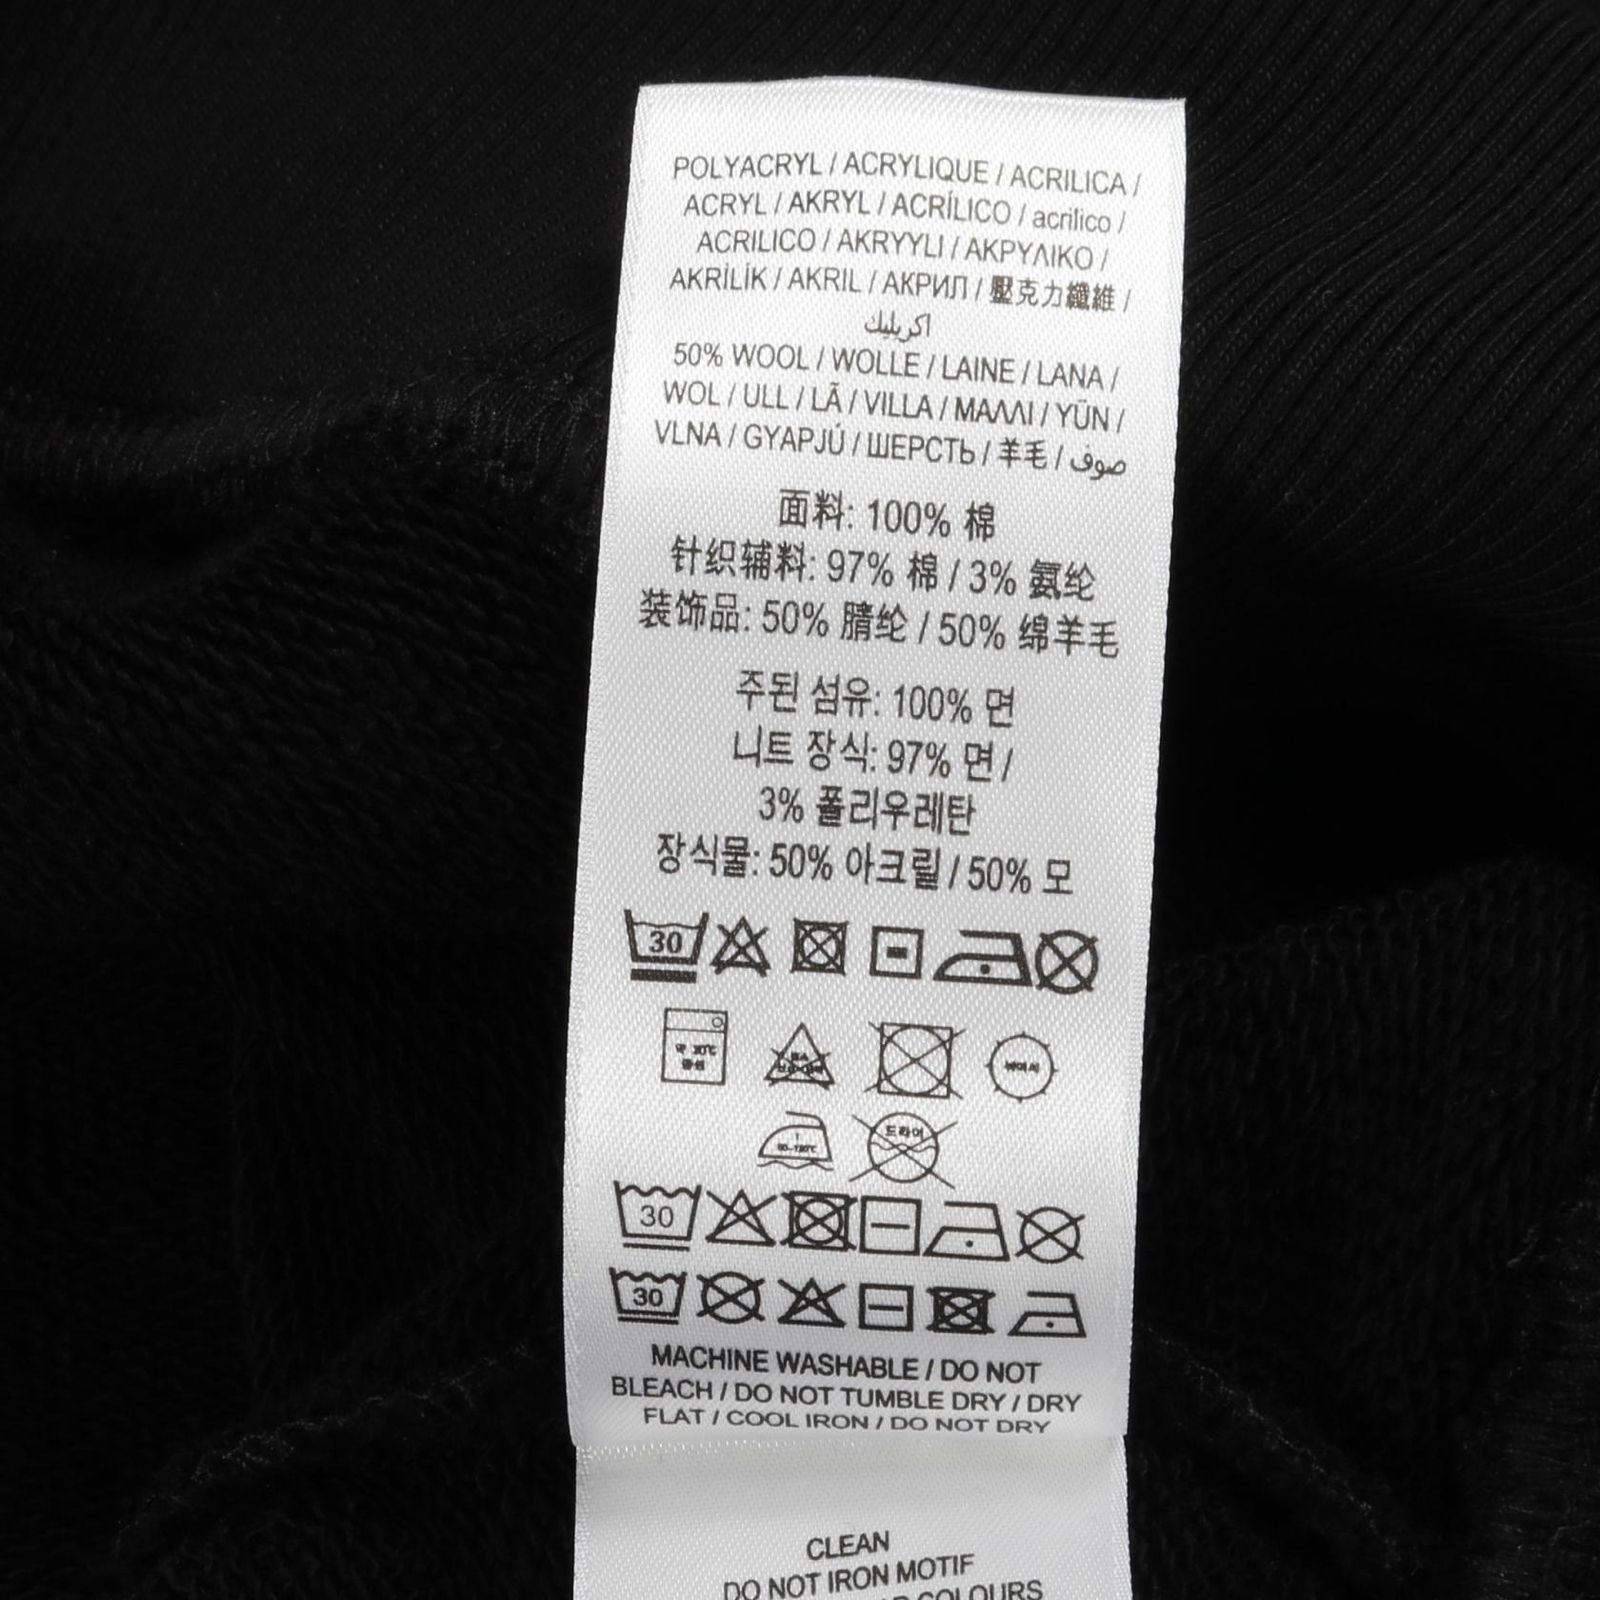 POLYACRYL / ACRYLIQUE / ACRILICA /
ACRYL / AKRYL / ACRÍLICO / acrílico /
ACRILICO / AKRYYLI / ΑΚΡΥΛΙΚΟ /
AKRİLİK / AKRIL / АКРИЛ / 壓克力纖維 /
اكريليك
50% WOOL / WOLLE / LAINE / LANA /
WOL / ULL / LÃ / VILLA / ΜΑΛΛΙ / YÜN /
VLNA / GYAPJÚ / ШЕРСТЬ / 羊毛 / صوف
面料: 100% 棉
针织辅料: 97% 棉 / 3% 氨纶
装饰品: 50% 腈纶 / 50% 绵羊毛
주된 섬유: 100% 면
니트 장식: 97% 면 /
3% 폴리우레탄
장식물: 50% 아크릴 / 50% 모
30
드라이
30
30
MACHINE WASHABLE / DO NOT
BLEACH / DO NOT TUMBLE DRY / DRY
FLAT / COOL IRON / DO NOT DRY
CLEAN
DO NOT IRON MOTIF
COLOURS